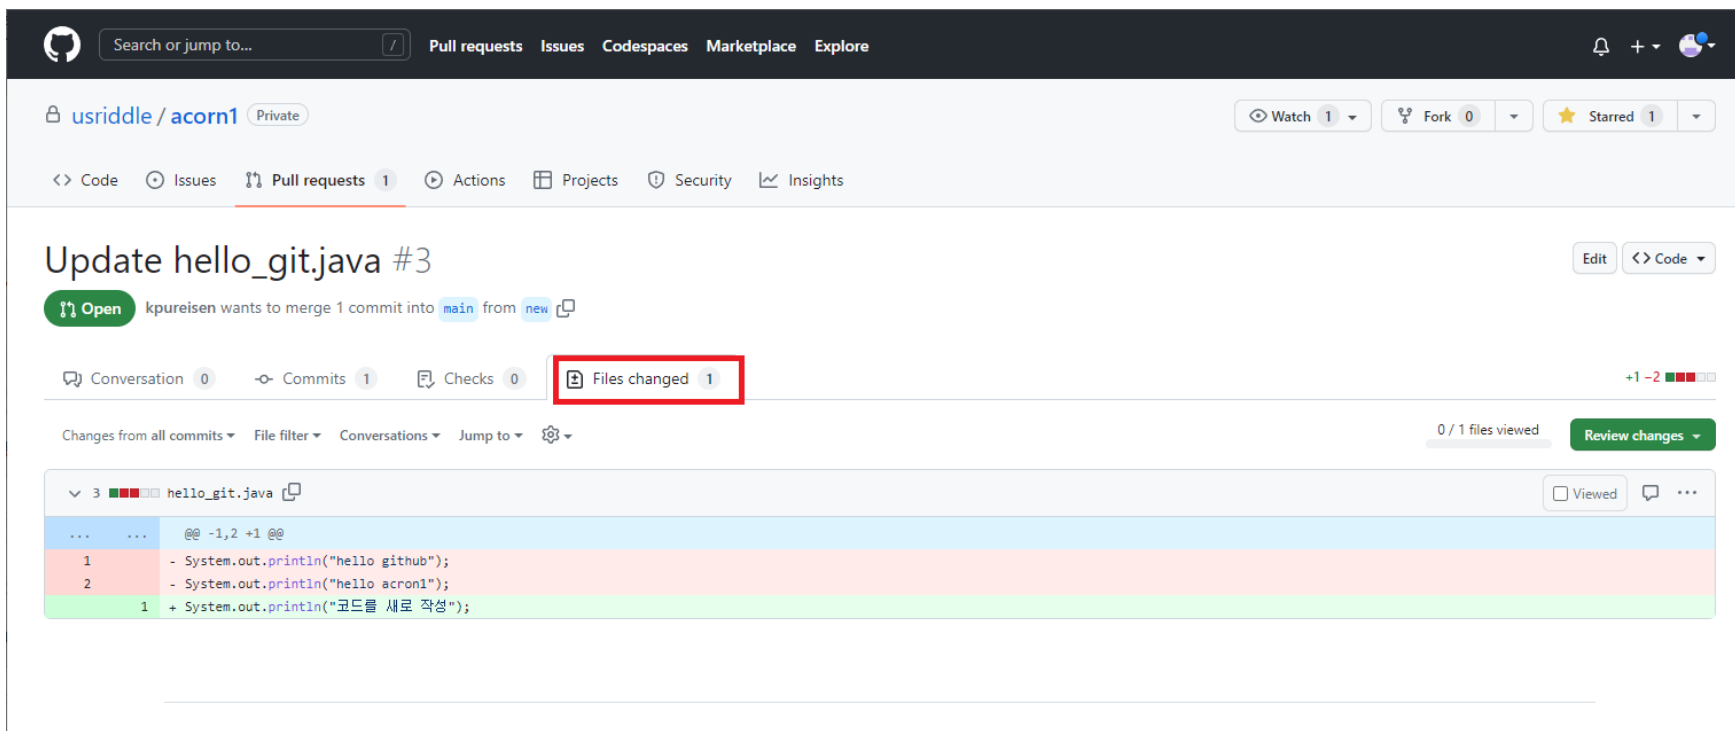 Search or jump to... / Pull requests Issues Codespaces Marketplace Explore
usriddle / acorn1 Private Watch 1 Fork 0 Starred 1
Code Issues Pull requests 1 Actions Projects Security Insights
Update hello_git.java #3 Edit <> Code
Open kpureisen wants to merge 1 commit into main from new
Conversation 0 Commits 1 Checks 0 Files changed 1 +1 −2
Changes from all commits File filter Conversations Jump to 0 / 1 files viewed Review changes
3 hello_git.java Viewed ...
... ... @@ -1,2 +1 @@
1 - System.out.println("hello github");
2 - System.out.println("hello acron1");
1 + System.out.println("코드를 새로 작성");